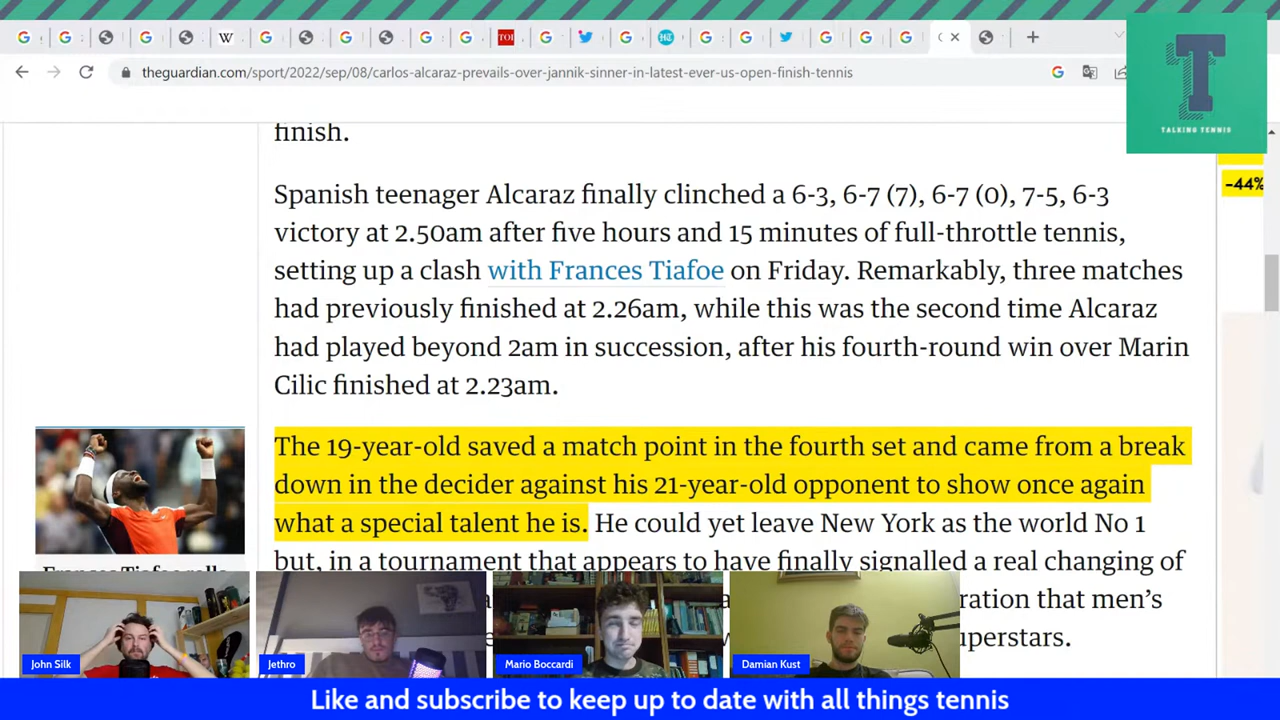 theguardian.com/sport/2022/sep/08/carlos-alcaraz-prevails-over-jannik-sinner-in-latest-ever-us-open-finish-tennis
T
TALKING TENNIS
finish.
-44%
Spanish teenager Alcaraz finally clinched a 6-3, 6-7 (7), 6-7 (0), 7-5, 6-3
victory at 2.50am after five hours and 15 minutes of full-throttle tennis,
setting up a clash with Frances Tiafoe on Friday. Remarkably, three matches
had previously finished at 2.26am, while this was the second time Alcaraz
had played beyond 2am in succession, after his fourth-round win over Marin
Cilic finished at 2.23am.
The 19-year-old saved a match point in the fourth set and came from a break
down in the decider against his 21-year-old opponent to show once again
what a special talent he is. He could yet leave New York as the world No 1
but, in a tournament that appears to have finally signalled a real changing of
ration that men's
uperstars.
John Silk
Jethro
Mario Boccardi
Damian Kust
Like and subscribe to keep up to date with all things tennis